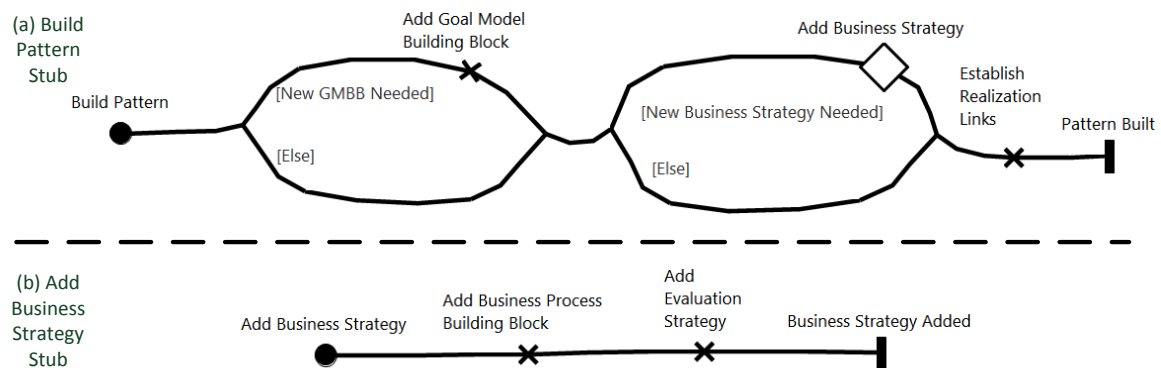 (a) Build
Pattern
Stub
Build Pattern
Add Goal Model
Building Block
[New GMBB Needed]
[Else]
Add Business Strategy
[New Business Strategy Needed]
[Else]
Establish
Realization
Links
Pattern Built
(b) Add
Business
Strategy
Stub
Add Business Strategy
Add Business Process
Building Block
Add
Evaluation
Strategy
Business Strategy Added